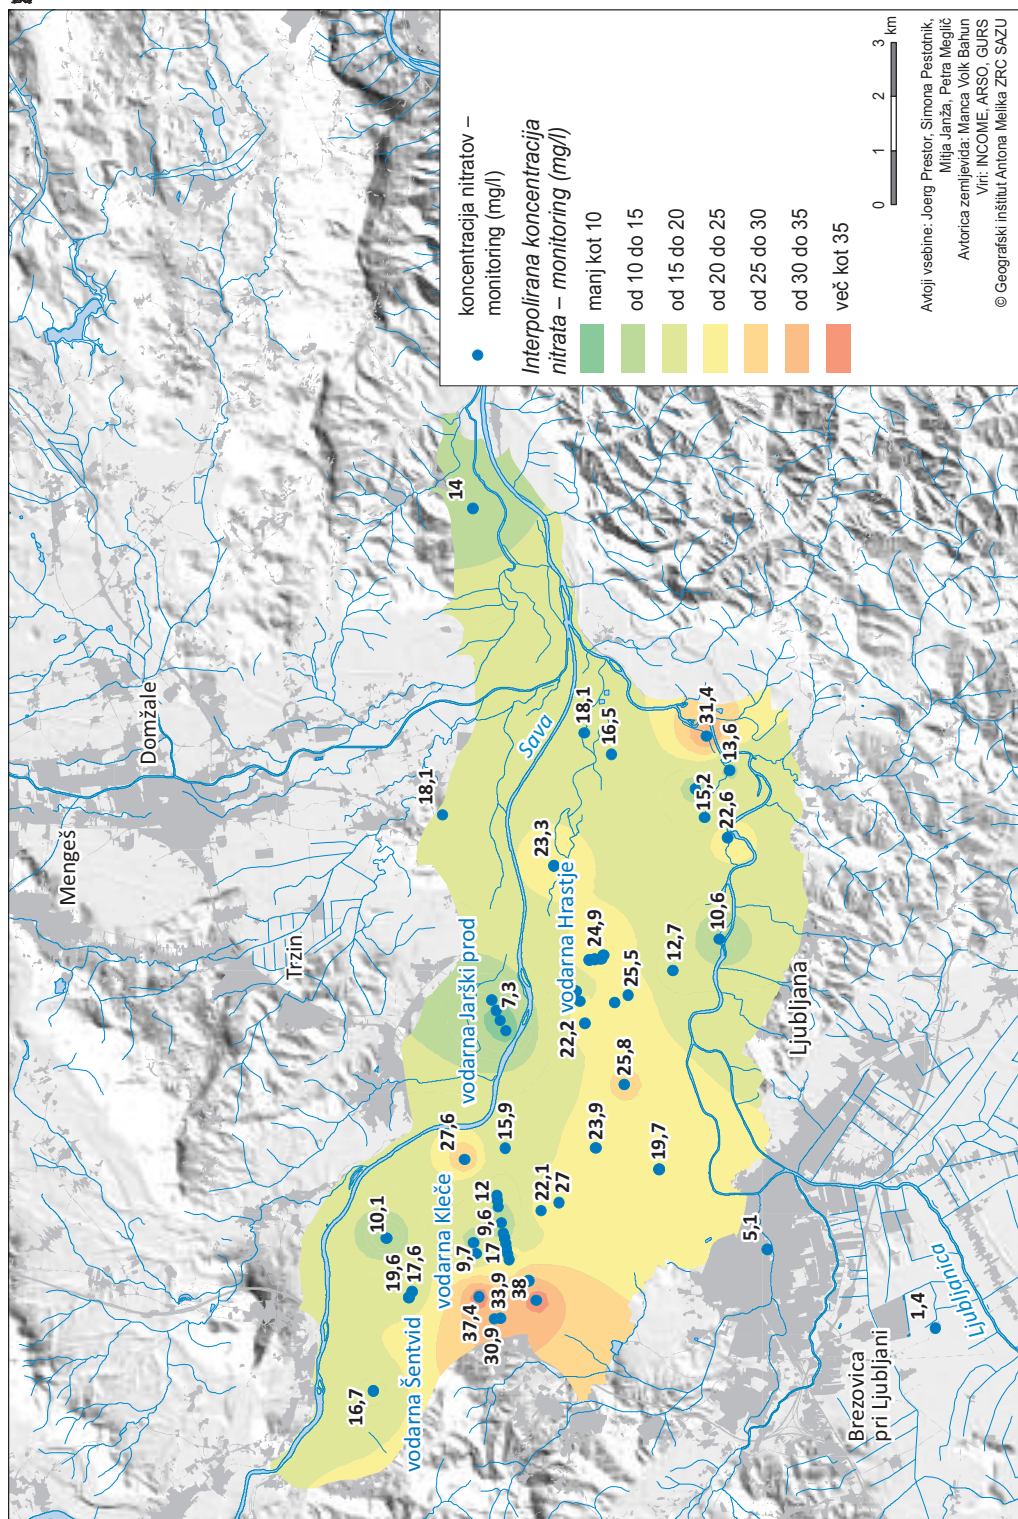 Mengeš
Domžale
Trzin
Sava
Ljubljana
Ljubljanica
Brezovica
pri Ljubljani
vodarna Šentvid
vodarna Kleče
vodarna Jarški prod
vodarna Hrastje
16,7
19,6
17,6
10,1
37,4
30,9
33,9
38
9,7
17
9,6
12
27,6
15,9
22,1
27
23,9
19,7
25,8
22,2
7,3
25,5
24,9
23,3
18,1
12,7
10,6
22,6
15,2
13,6
31,4
16,5
18,1
14
5,1
1,4
koncentracija nitratov –
monitoring (mg/l)
Interpolirana koncentracija
nitrata – monitoring (mg/l)
manj kot 10
od 10 do 15
od 15 do 20
od 20 do 25
od 25 do 30
od 30 do 35
več kot 35
0 1 2 3 km
Avtoji vsebine: Joerg Prestor, Simona Pestotnik,
Mitja Janža, Petra Meglič
Avtorica zemljevida: Manca Volk Bahun
Viri: INCOME, ARSO, GURS
© Geografski inštitut Antona Melika ZRC SAZU